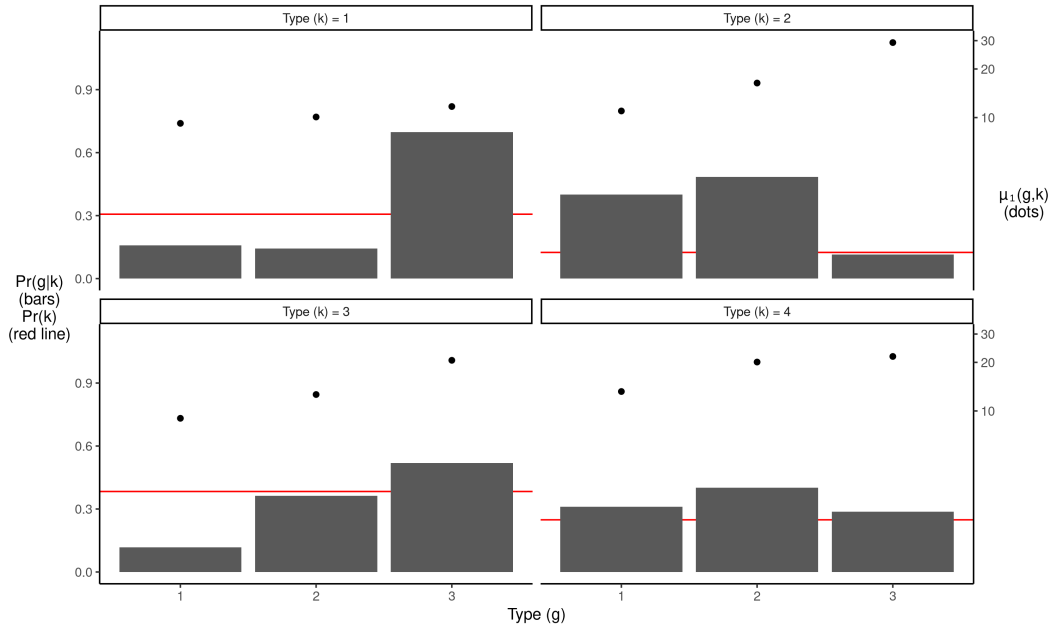 Type (k) = 1
Type (k) = 2
0.9
0.6
0.3
0.0
30
20
10
μ₁(g,k)
(dots)
Pr(g|k)
(bars)
Pr(k)
(red line)
Type (k) = 3
Type (k) = 4
0.9
0.6
0.3
0.0
30
20
10
1 2 3 1 2 3
Type (g)